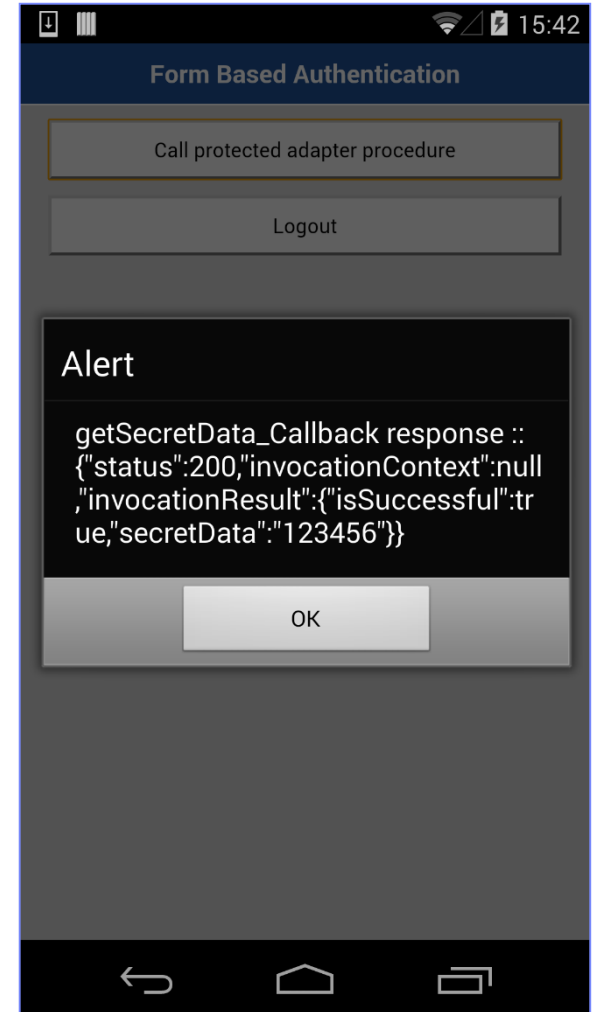 15:42
Form Based Authentication
Call protected adapter procedure
Logout
Alert
getSecretData_Callback response ::
{"status":200,"invocationContext":null
,"invocationResult":{"isSuccessful":tr
ue,"secretData":"123456"}}
OK